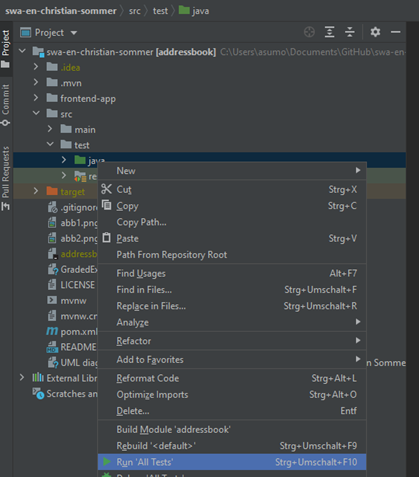 swa-en-christian-sommer > src > test > java
Project
Project
swa-en-christian-sommer [addressbook] C:\Users\asumo\Documents\GitHub\swa-en
.idea
.mvn
frontend-app
src
main
test
java
re
target
.gitignor
abb1.png
abb2.png
addressb
GradedEx
LICENSE
mvnw
mvnw.cn
pom.xml
README
UML diag
n Sommer
External Libr
Scratches an
Commit
Pull Requests
New
Cut Strg+X
Copy Strg+C
Copy Path...
Paste Strg+V
Path From Repository Root
Find Usages Alt+F7
Find in Files... Strg+Umschalt+F
Replace in Files... Strg+Umschalt+R
Analyze
Refactor
Add to Favorites
Reformat Code Strg+Alt+L
Optimize Imports Strg+Alt+O
Delete... Entf
Build Module 'addressbook'
Rebuild '<default>' Strg+Umschalt+F9
Run 'All Tests' Strg+Umschalt+F10